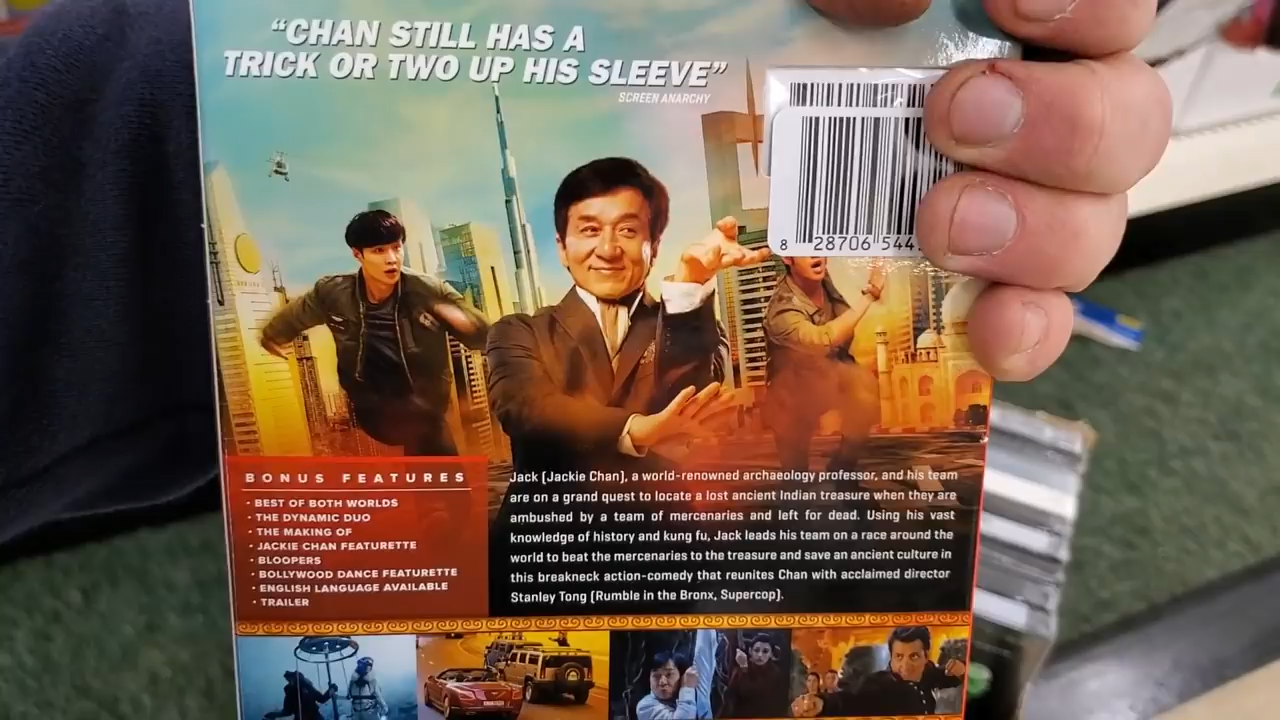 “CHAN STILL HAS A
TRICK OR TWO UP HIS SLEEVE”
SCREEN ANARCHY
8 28706 544
BONUS FEATURES
• BEST OF BOTH WORLDS
• THE DYNAMIC DUO
• THE MAKING OF
• JACKIE CHAN FEATURETTE
• BLOOPERS
• BOLLYWOOD DANCE FEATURETTE
• ENGLISH LANGUAGE AVAILABLE
• TRAILER
Jack (Jackie Chan), a world-renowned archaeology professor, and his team
are on a grand quest to locate a lost ancient Indian treasure when they are
ambushed by a team of mercenaries and left for dead. Using his vast
knowledge of history and kung fu, Jack leads his team on a race around the
world to beat the mercenaries to the treasure and save an ancient culture in
this breakneck action-comedy that reunites Chan with acclaimed director
Stanley Tong (Rumble in the Bronx, Supercop).